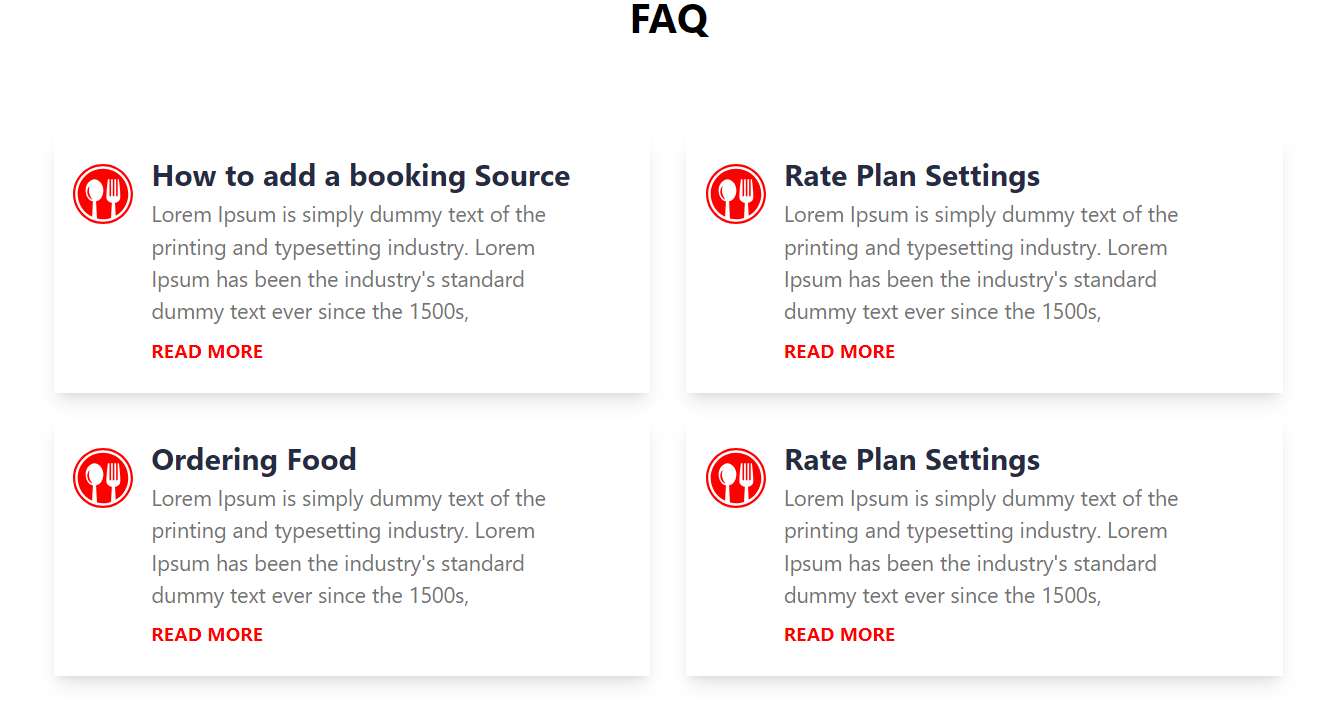 FAQ
How to add a booking Source
Lorem Ipsum is simply dummy text of the
printing and typesetting industry. Lorem
Ipsum has been the industry's standard
dummy text ever since the 1500s,
READ MORE
Rate Plan Settings
Lorem Ipsum is simply dummy text of the
printing and typesetting industry. Lorem
Ipsum has been the industry's standard
dummy text ever since the 1500s,
READ MORE
Ordering Food
Lorem Ipsum is simply dummy text of the
printing and typesetting industry. Lorem
Ipsum has been the industry's standard
dummy text ever since the 1500s,
READ MORE
Rate Plan Settings
Lorem Ipsum is simply dummy text of the
printing and typesetting industry. Lorem
Ipsum has been the industry's standard
dummy text ever since the 1500s,
READ MORE